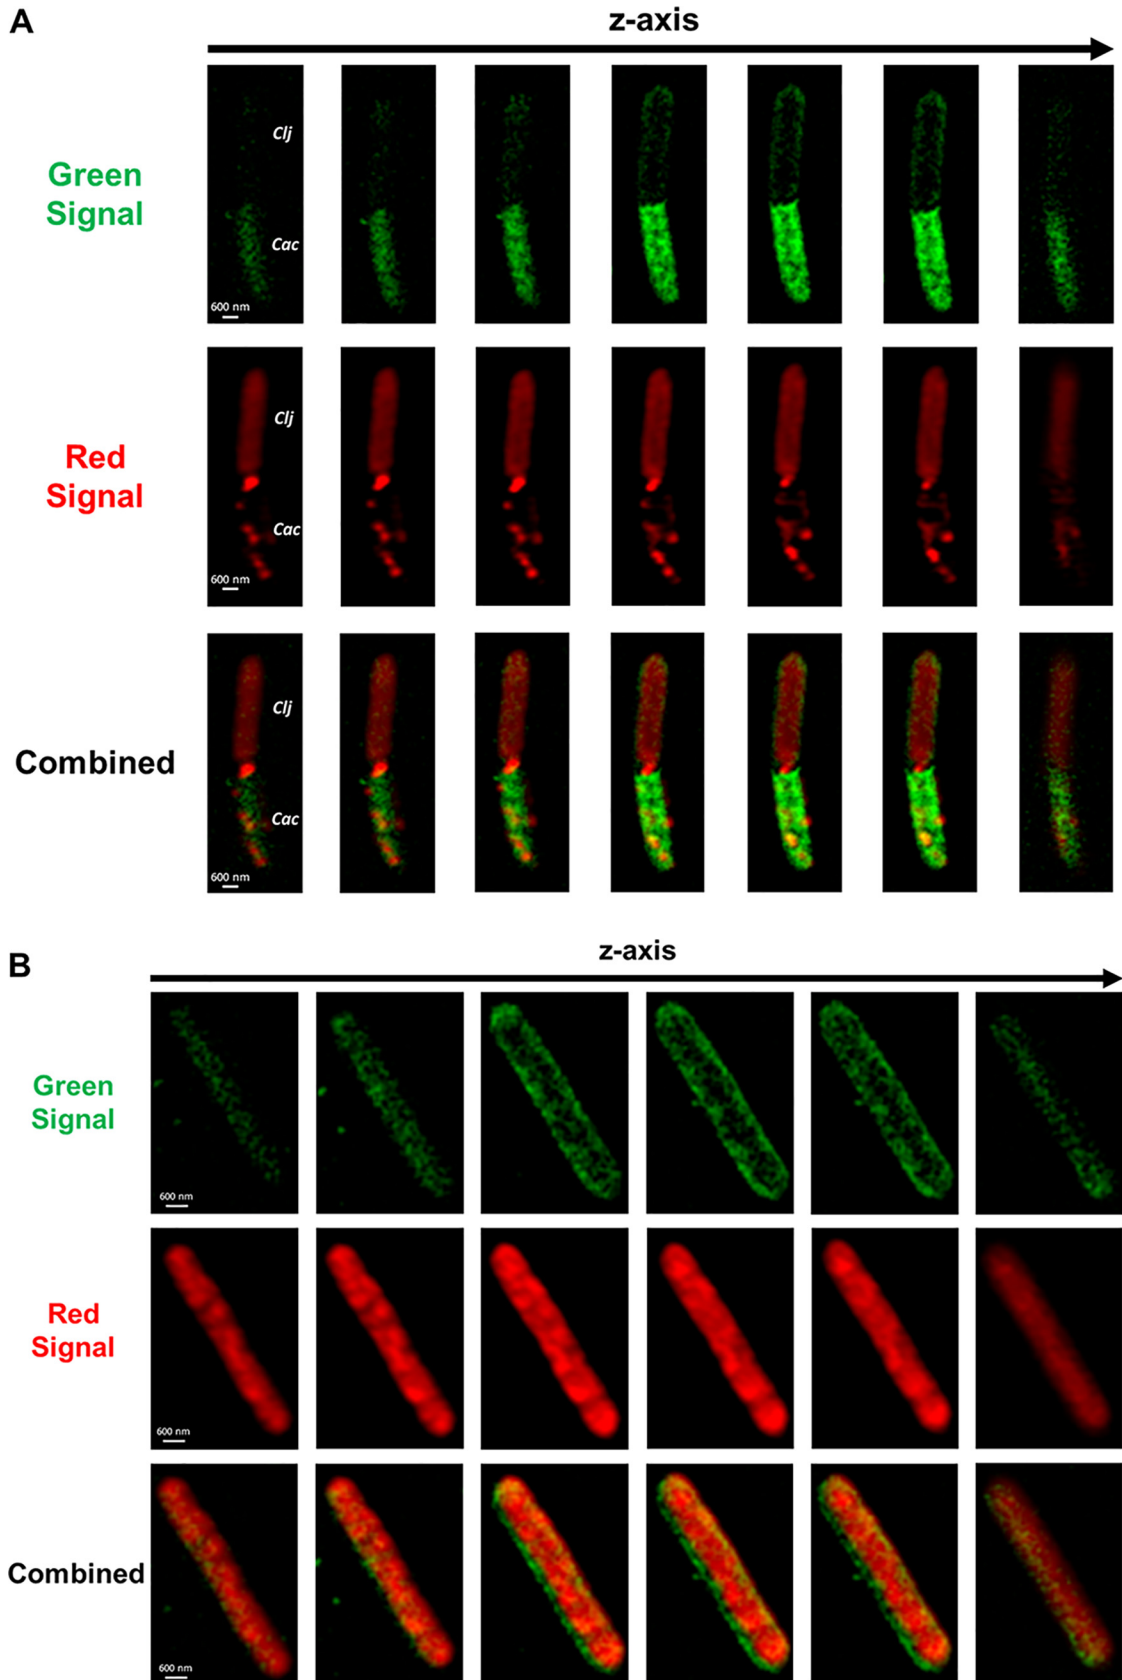 A
z-axis
Green
Signal
Clj
Cac
600 nm
Red
Signal
Clj
Cac
600 nm
Combined
Clj
Cac
600 nm
B
z-axis
Green
Signal
600 nm
Red
Signal
600 nm
Combined
600 nm